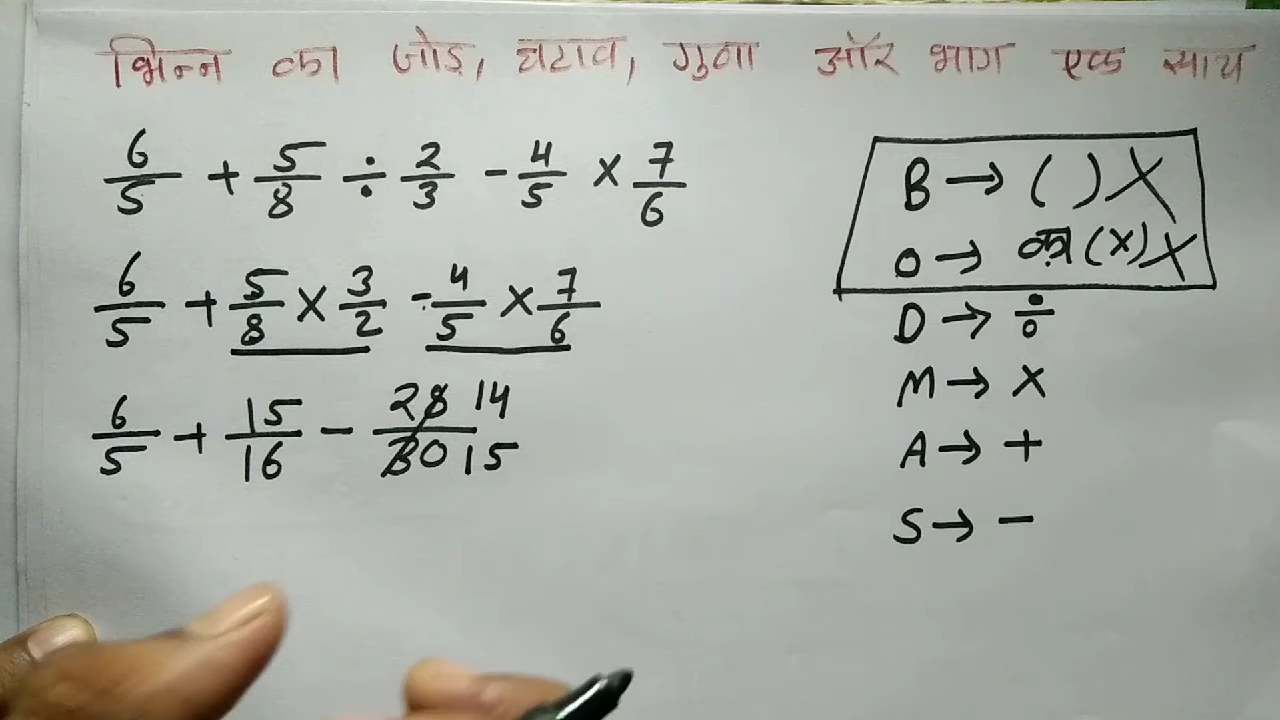 भिन्न का जोड़, घटाव, गुना और भाग एक साथ
6/5 + 5/8 ÷ 2/3 - 4/5 × 7/6
6/5 + 5/8 × 3/2 - 4/5 × 7/6
6/5 + 15/16 - 28/30 14/15
B → ( ) X
O → का (×) X
D → ÷
M → ×
A → +
S → -